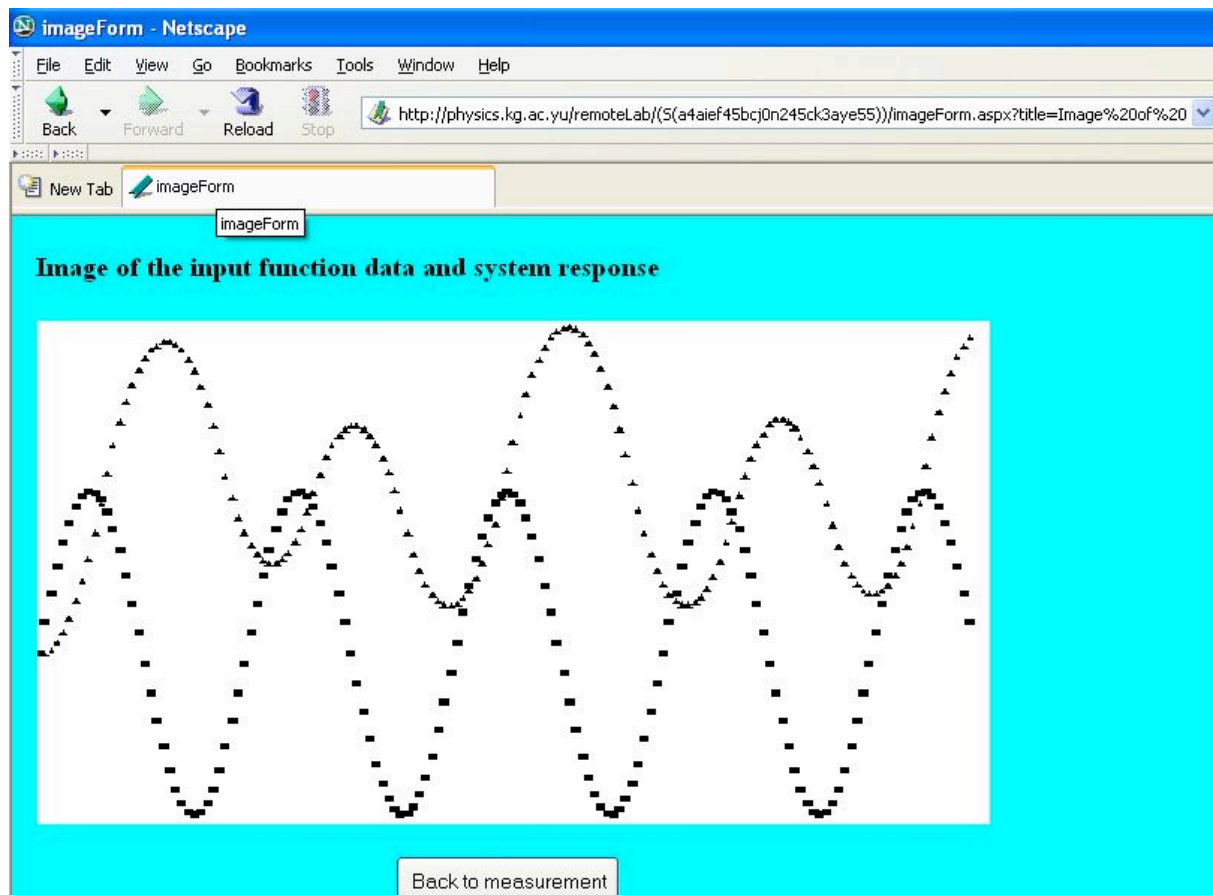 imageForm - Netscape
File Edit View Go Bookmarks Tools Window Help
Back Forward Reload Stop
http://physics.kg.ac.yu/remoteLab/(S(a4aief45bcj0n245ck3aye55))/imageForm.aspx?title=Image%20of%20
New Tab imageForm
imageForm
Image of the input function data and system response
Back to measurement